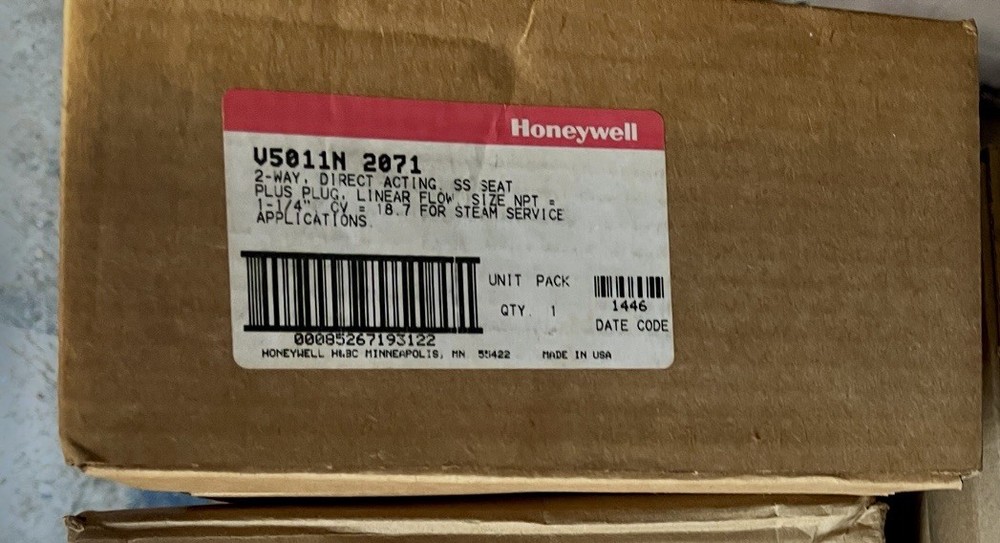 Honeywell
V5011N 2071
2-WAY, DIRECT ACTING, SS SEAT
PLUS PLUG, LINEAR FLOW, SIZE NPT =
1-1/4", CV = 18.7 FOR STEAM SERVICE
APPLICATIONS.
UNIT PACK
QTY. 1
1446
DATE CODE
00085267193122
HONEYWELL H&BC MINNEAPOLIS, MN 55422 MADE IN USA